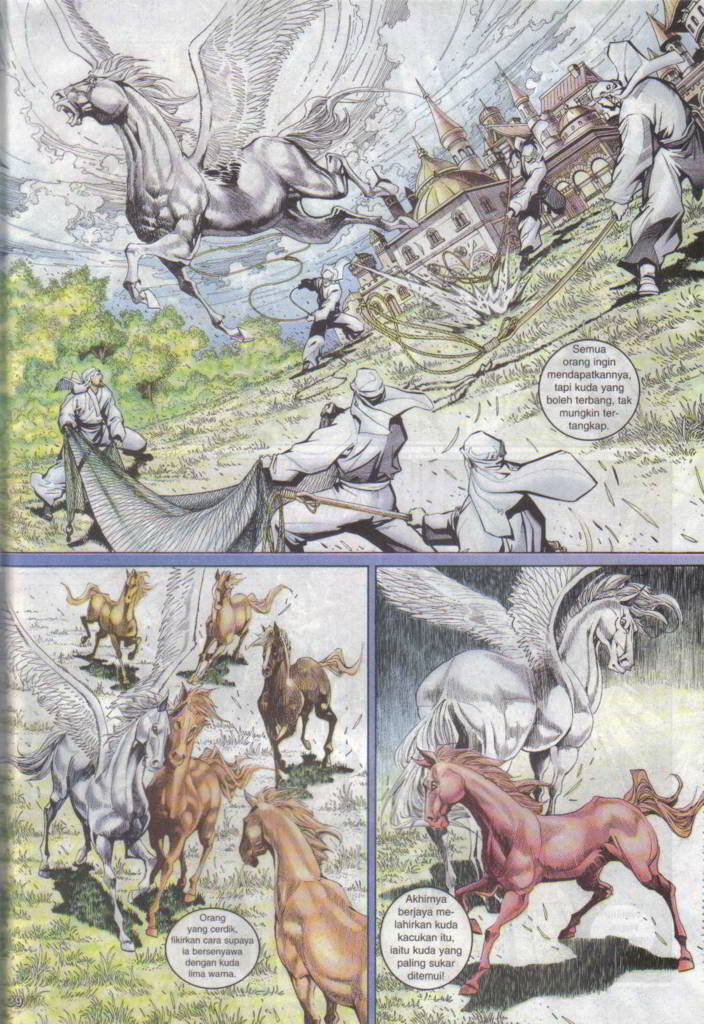 Semua
orang ingin
mendapatkannya,
tapi kuda yang
boleh terbang, tak
mungkin ter-
tangkap.
Orang
yang cerdik,
fikirkan cara supaya
ia bersenyawa
dengan kuda
lima warna.
Akhirnya
berjaya me-
lahirkan kuda
kacukan itu,
iaitu kuda yang
paling sukar
ditemui!